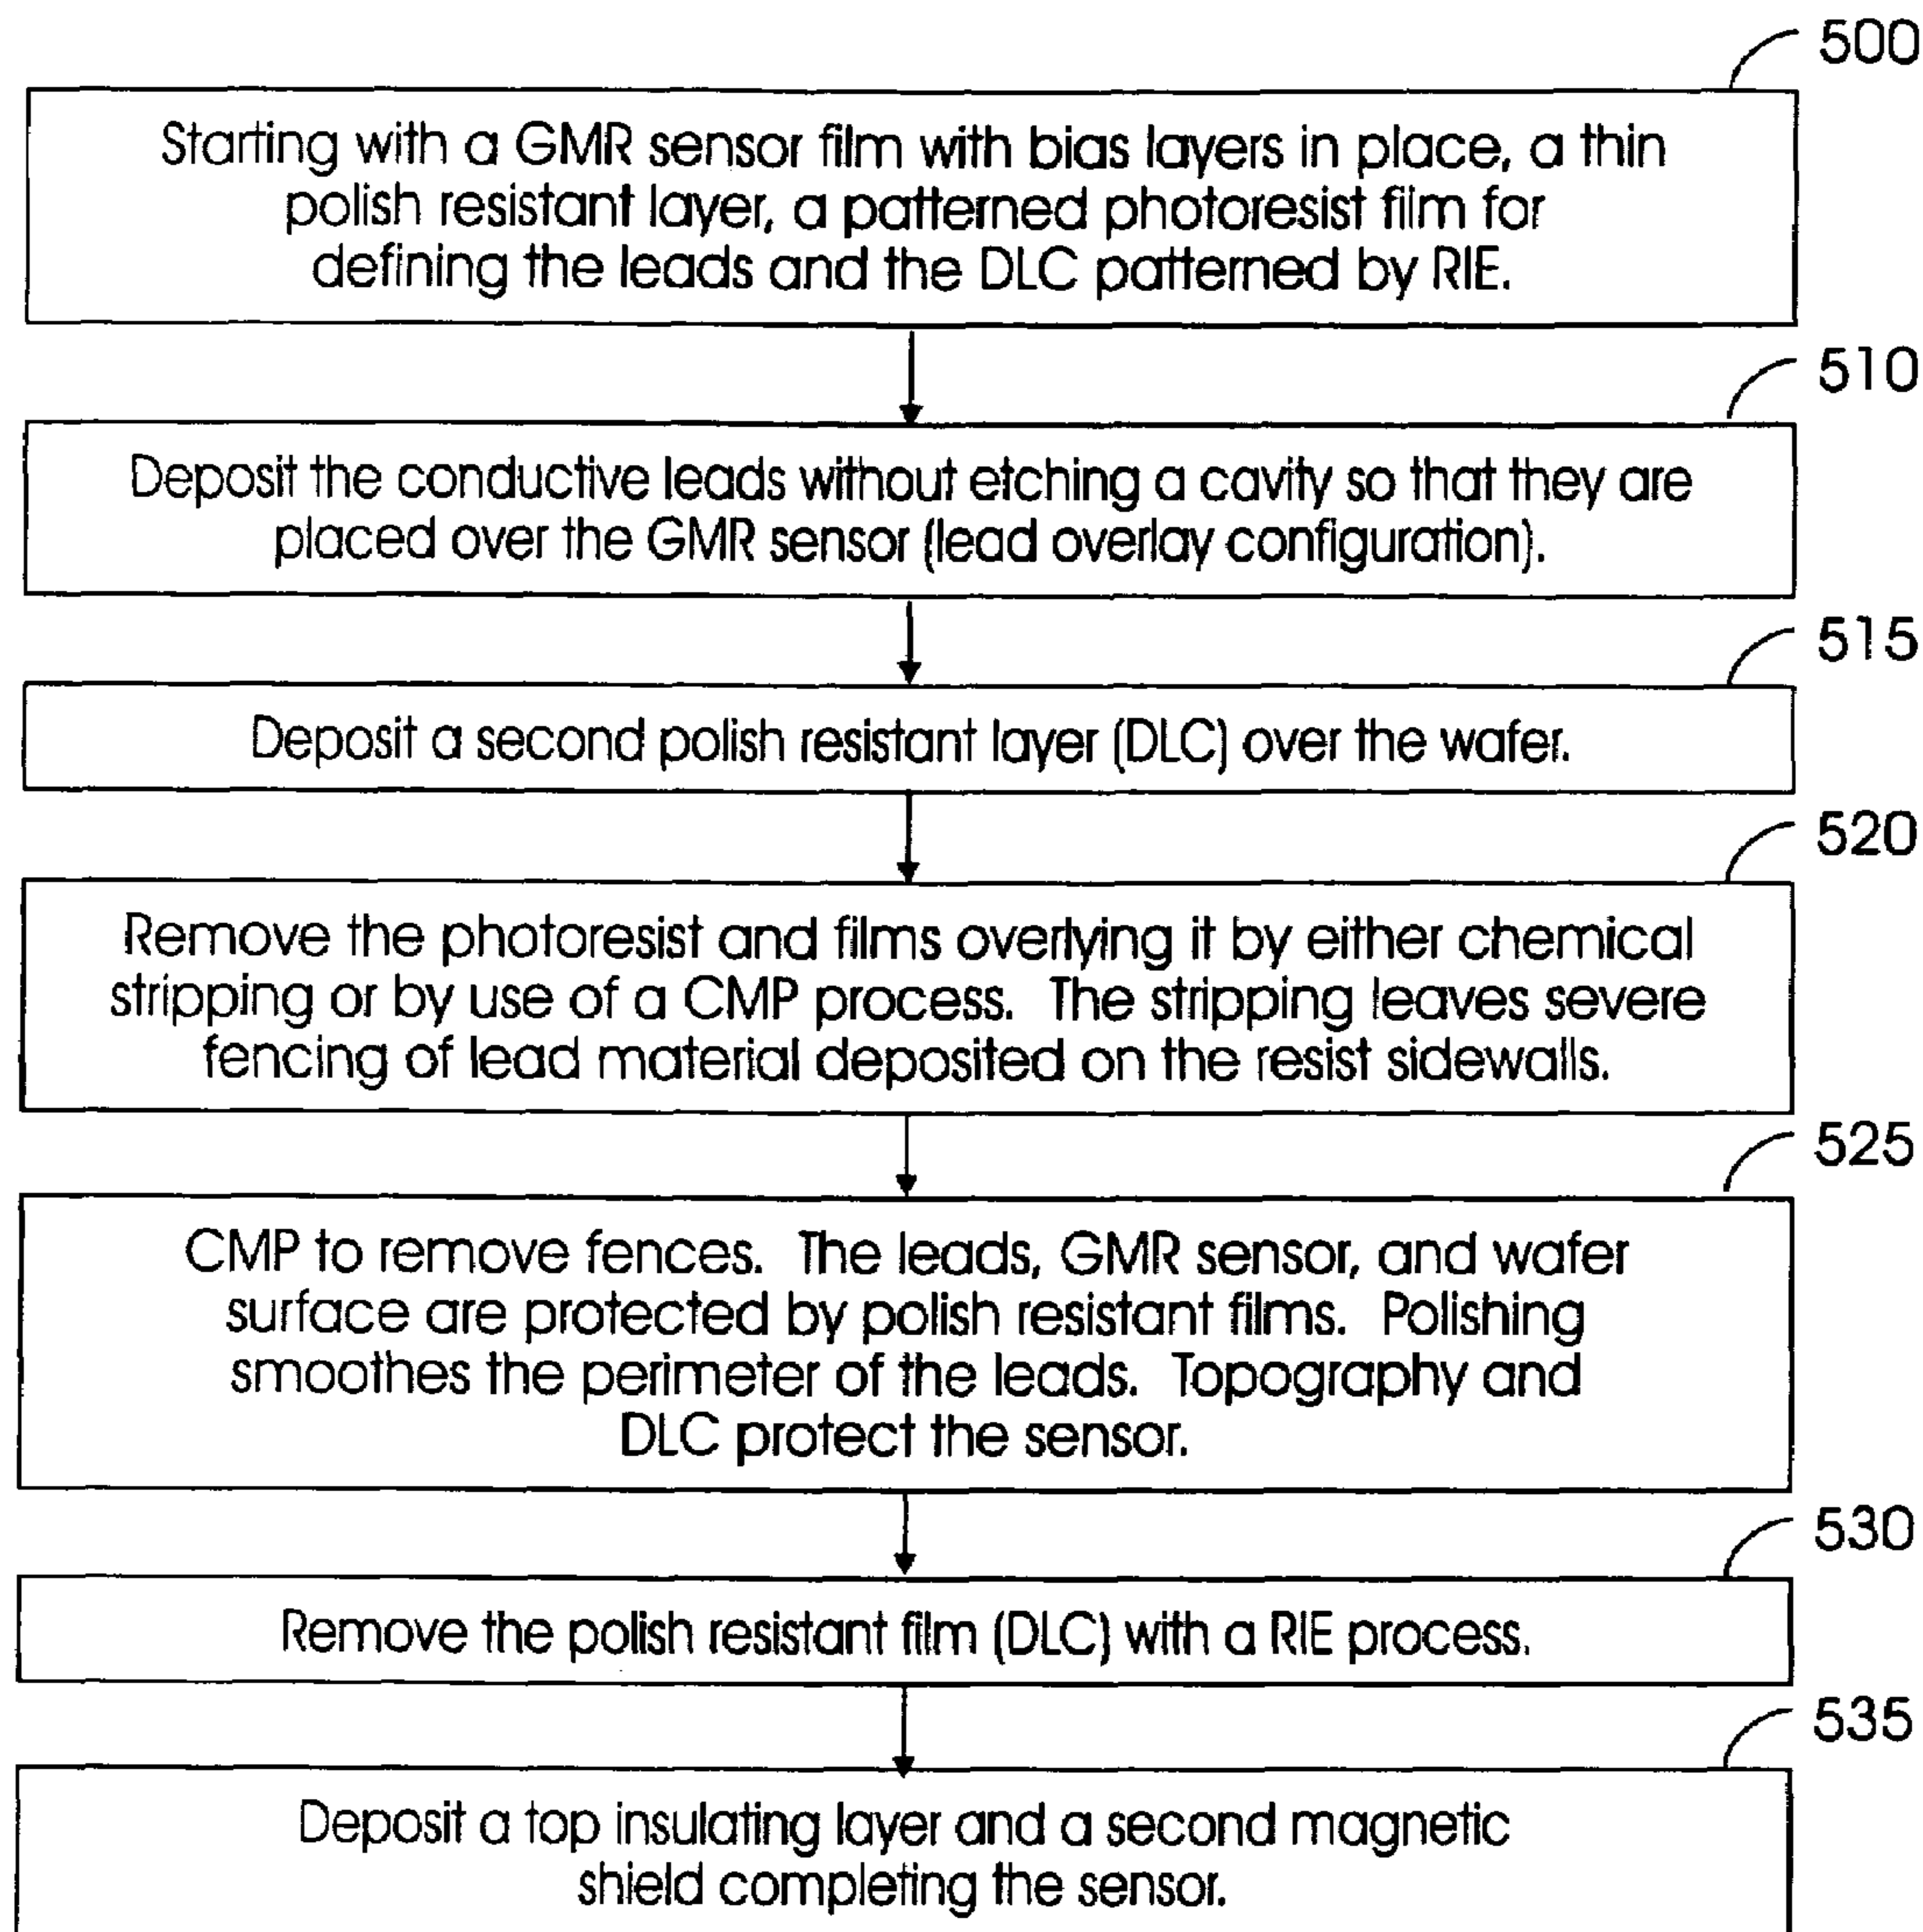 500
Starting with a GMR sensor film with bias layers in place, a thin
polish resistant layer, a patterned photoresist film for
defining the leads and the DLC patterned by RIE.
510
Deposit the conductive leads without etching a cavity so that they are
placed over the GMR sensor (lead overlay configuration).
515
Deposit a second polish resistant layer (DLC) over the wafer.
520
Remove the photoresist and films overlying it by either chemical
stripping or by use of a CMP process. The stripping leaves severe
fencing of lead material deposited on the resist sidewalls.
525
CMP to remove fences. The leads, GMR sensor, and wafer
surface are protected by polish resistant films. Polishing
smoothes the perimeter of the leads. Topography and
DLC protect the sensor.
530
Remove the polish resistant film (DLC) with a RIE process.
535
Deposit a top insulating layer and a second magnetic
shield completing the sensor.